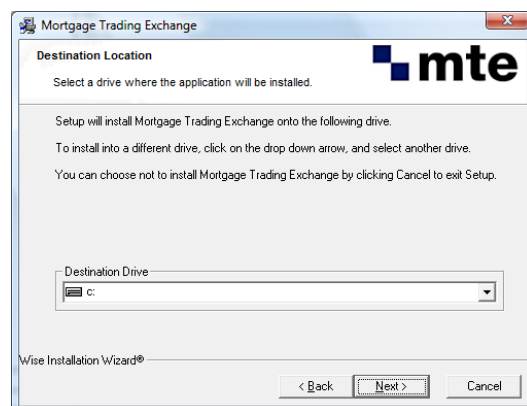 Mortgage Trading Exchange
Destination Location
Select a drive where the application will be installed.
mte
Setup will install Mortgage Trading Exchange onto the following drive.
To install into a different drive, click on the drop down arrow, and select another drive.
You can choose not to install Mortgage Trading Exchange by clicking Cancel to exit Setup.
Destination Drive
c:
Wise Installation Wizard®
< Back Next > Cancel